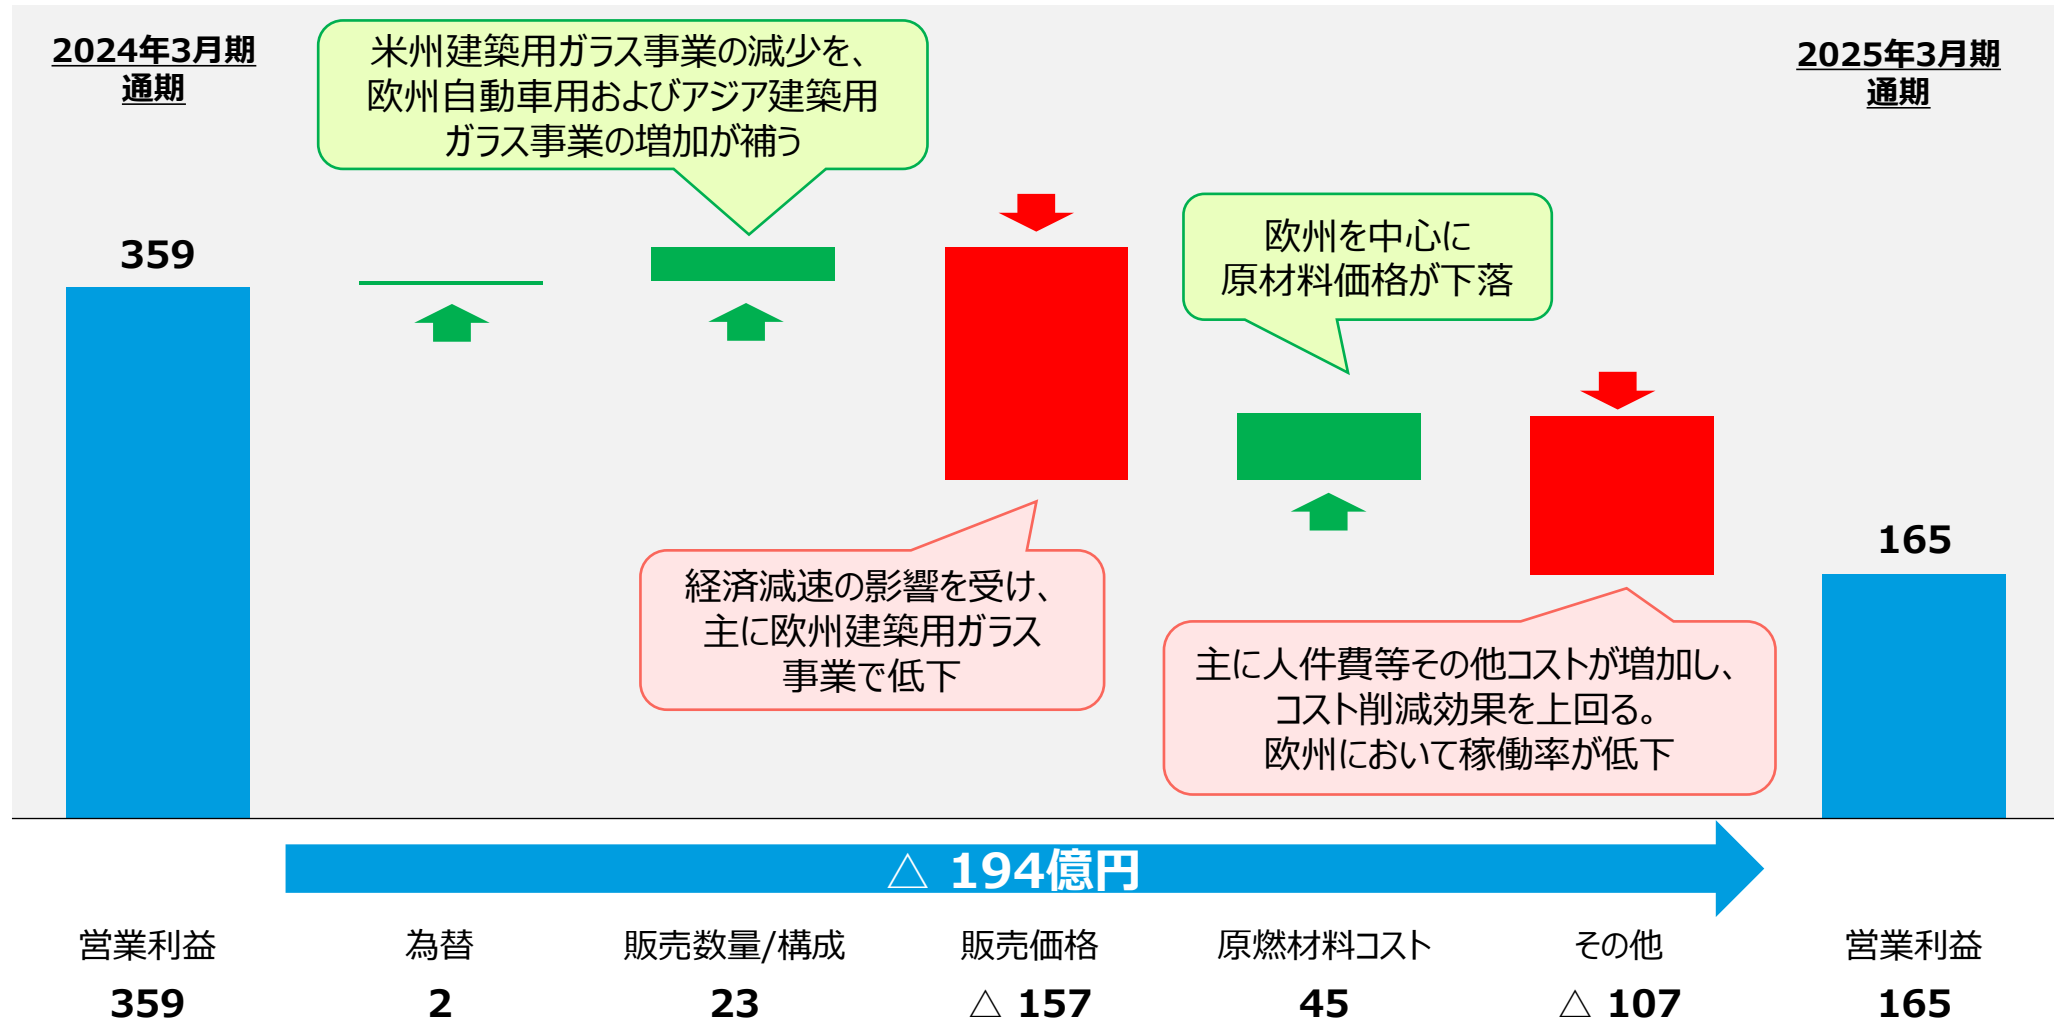 2024年3月期
通期
米州建築用ガラス事業の減少を、
欧州自動車用およびアジア建築用
ガラス事業の増加が補う
2025年3月期
通期
359
欧州を中心に
原材料価格が下落
165
経済減速の影響を受け、
主に欧州建築用ガラス
事業で低下
主に人件費等その他コストが増加し、
コスト削減効果を上回る。
欧州において稼働率が低下
△ 194億円
営業利益 為替 販売数量/構成 販売価格 原燃材料コスト その他 営業利益
359 2 23 △ 157 45 △ 107 165